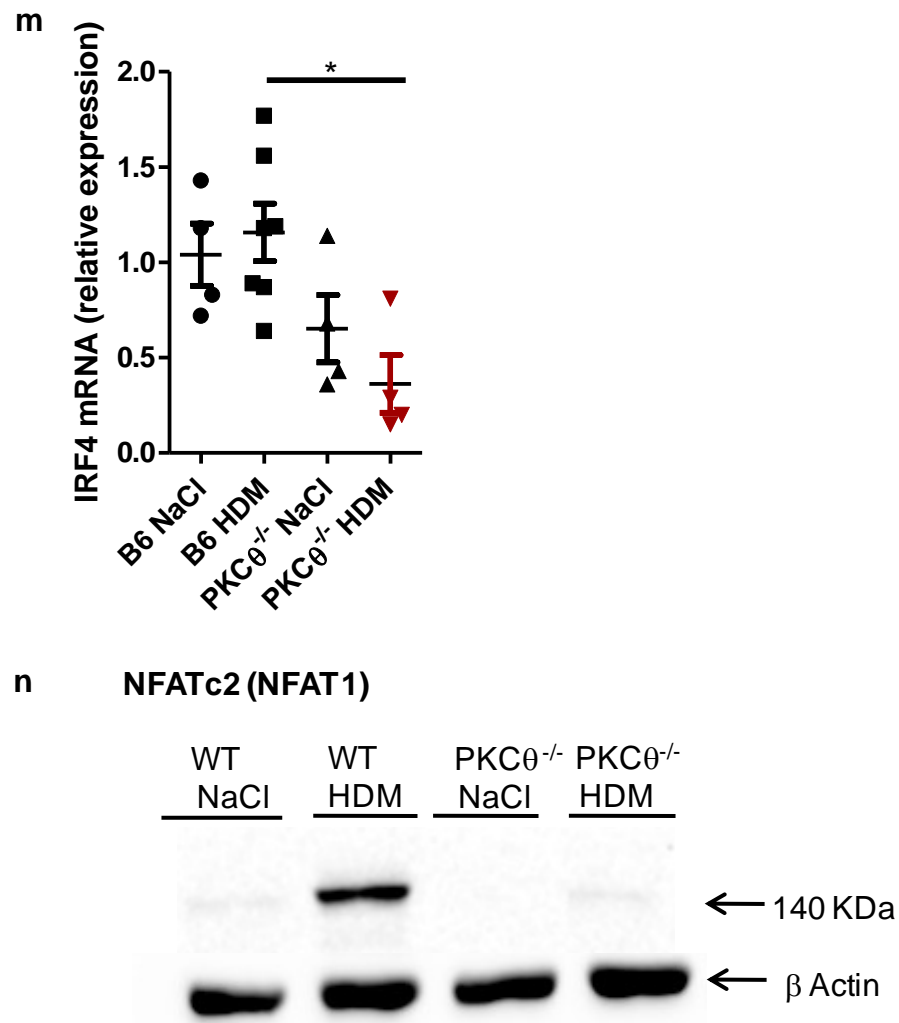 m
*
IRF4 mRNA (relative expression)
2.0
1.5
1.0
0.5
0.0
B6 NaCl
B6 HDM
PKCθ-/- NaCl
PKCθ-/- HDM
n NFATc2 (NFAT1)
WT WT PKCθ-/- PKCθ-/-
NaCl HDM NaCl HDM
140 KDa
β Actin